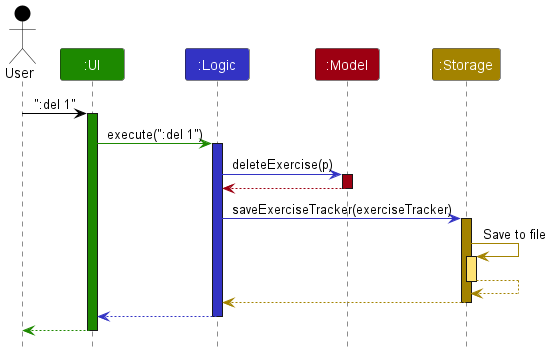 User
:UI
:Logic
:Model
:Storage
":del 1"
execute(":del 1")
deleteExercise(p)
saveExerciseTracker(exerciseTracker)
Save to file